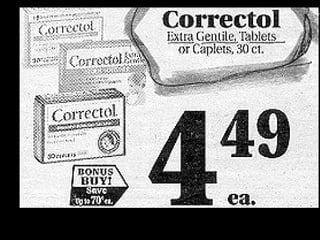 Correctol
Extra Gentile, Tablets
or Caplets, 30 ct.
Correctol
Correctol
Correctol
4 49
ea.
BONUS
BUY!
Save
Up to 70¢ ea.